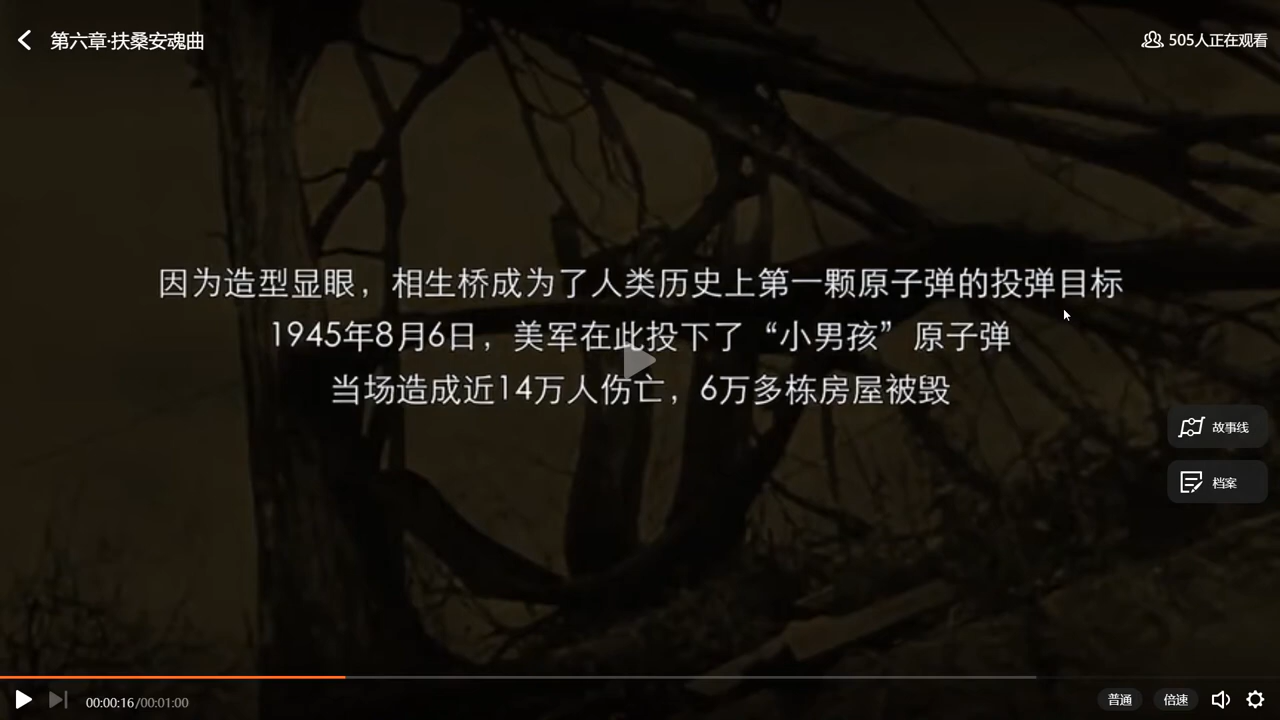 第六章·扶桑安魂曲
505人正在观看
因为造型显眼，相生桥成为了人类历史上第一颗原子弹的投弹目标
1945年8月6日，美军在此投下了“小男孩”原子弹
当场造成近14万人伤亡，6万多栋房屋被毁
故事线
档案
00:00:16/00:01:00
普通
倍速